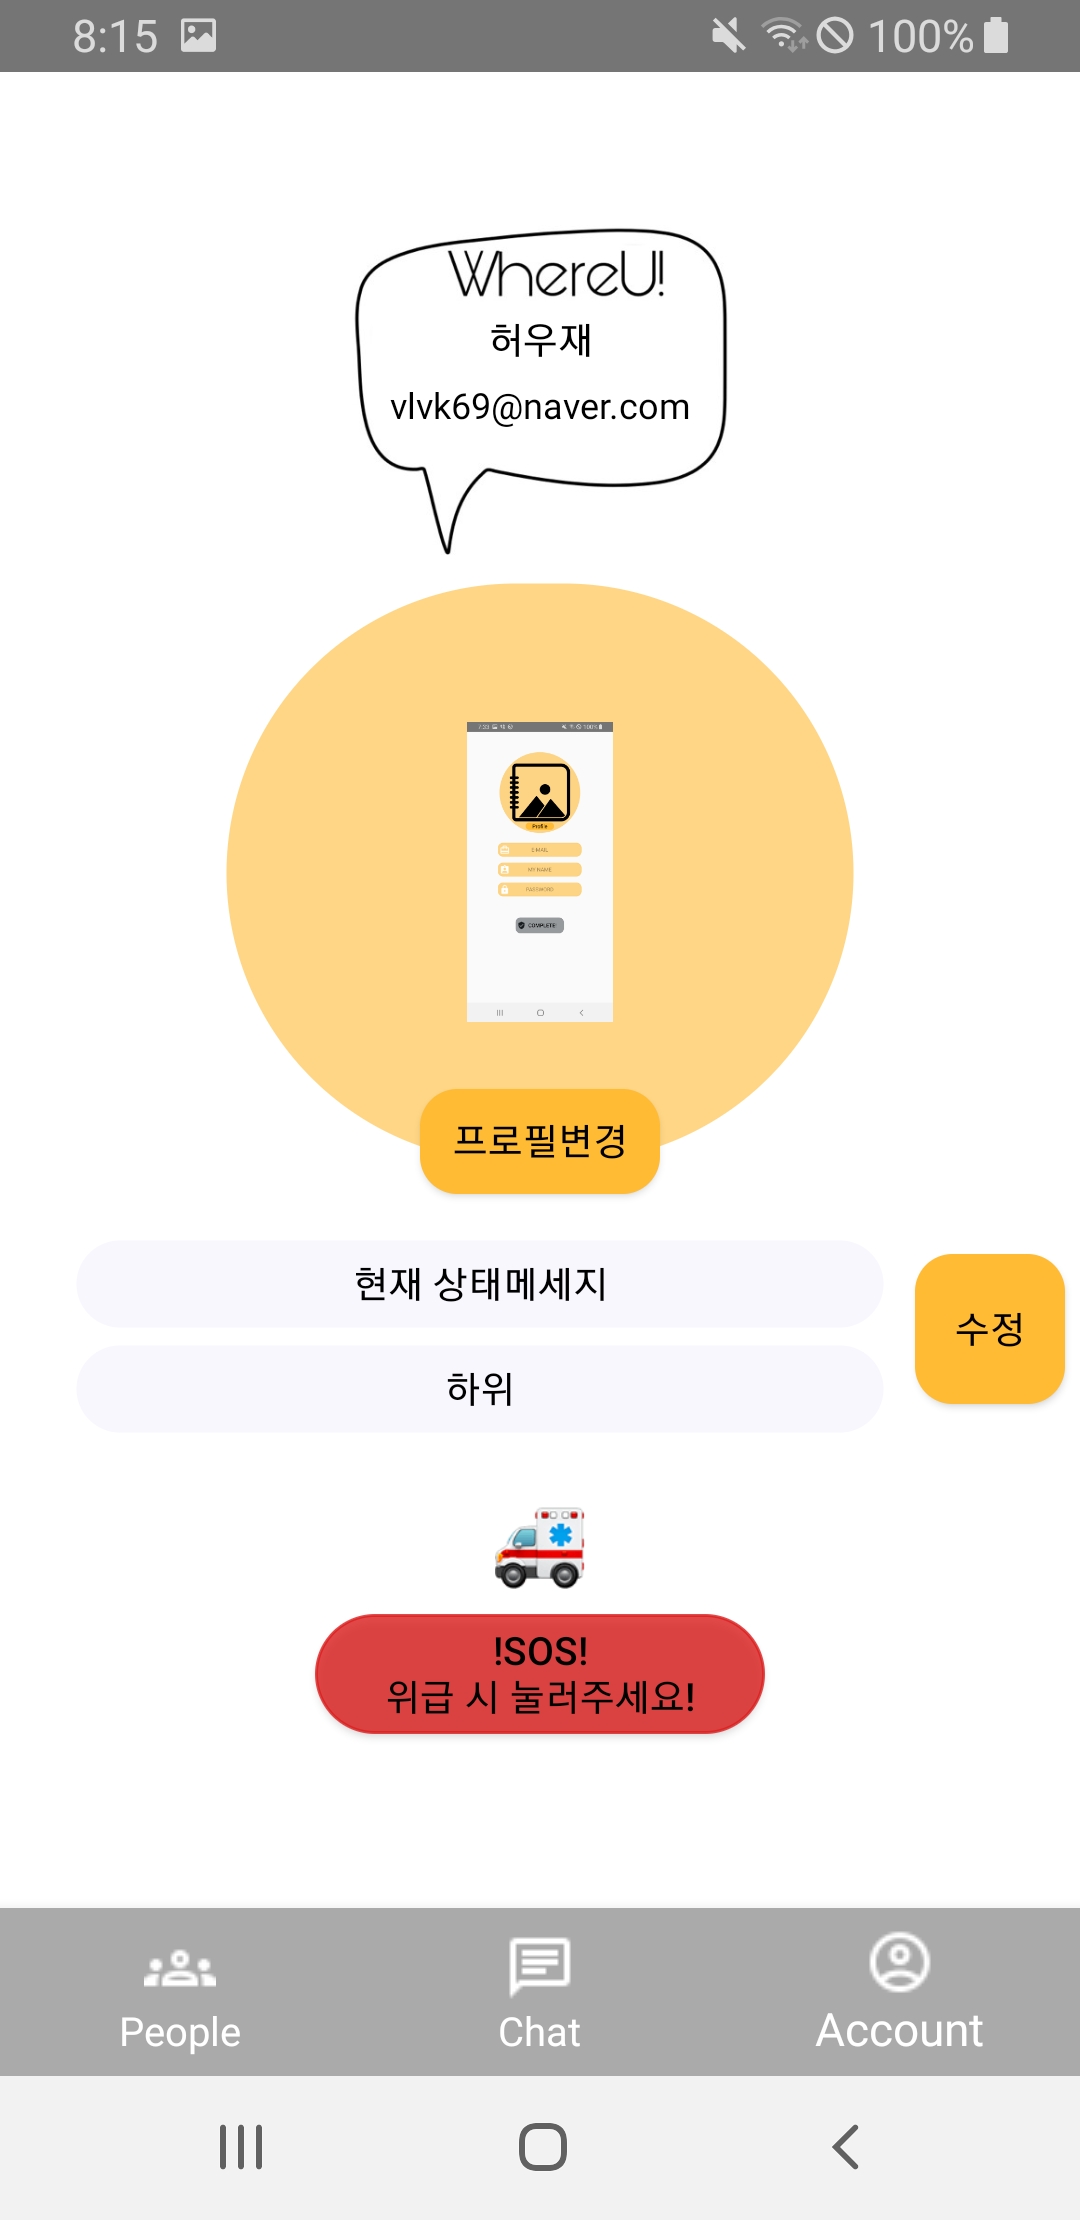 8:15 100%
WhereU!
허우재
vlvk69@naver.com
Profile
E-MAIL
MY NAME
PASSWORD
COMPLETE!
프로필변경
현재 상태메세지
수정
하위
!SOS!
위급 시 눌러주세요!
People Chat Account